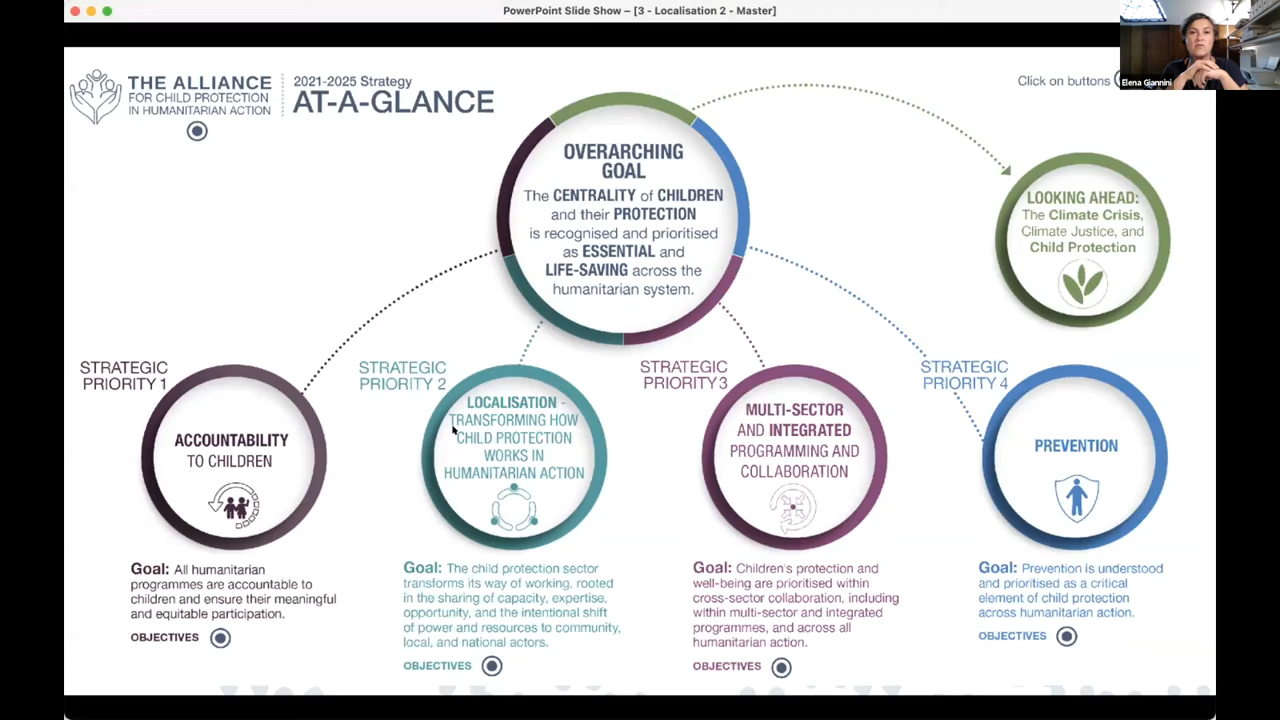 PowerPoint Slide Show – [3 - Localisation 2 - Master]
Elena Giannini
THE ALLIANCE
FOR CHILD PROTECTION
IN HUMANITARIAN ACTION
2021-2025 Strategy
AT-A-GLANCE
Click on buttons
OVERARCHING
GOAL
The CENTRALITY of CHILDREN
and their PROTECTION
is recognised and prioritised
as ESSENTIAL and
LIFE-SAVING across the
humanitarian system.
LOOKING AHEAD:
The Climate Crisis,
Climate Justice, and
Child Protection
STRATEGIC
PRIORITY 1
ACCOUNTABILITY
TO CHILDREN
Goal: All humanitarian
programmes are accountable to
children and ensure their meaningful
and equitable participation.
OBJECTIVES
STRATEGIC
PRIORITY 2
LOCALISATION -
TRANSFORMING HOW
CHILD PROTECTION
WORKS IN
HUMANITARIAN ACTION
Goal: The child protection sector
transforms its way of working, rooted
in the sharing of capacity, expertise,
opportunity, and the intentional shift
of power and resources to community,
local, and national actors.
OBJECTIVES
STRATEGIC
PRIORITY 3
MULTI-SECTOR
AND INTEGRATED
PROGRAMMING AND
COLLABORATION
Goal: Children's protection and
well-being are prioritised within
cross-sector collaboration, including
within multi-sector and integrated
programmes, and across all
humanitarian action.
OBJECTIVES
STRATEGIC
PRIORITY 4
PREVENTION
Goal: Prevention is understood
and prioritised as a critical
element of child protection
across humanitarian action.
OBJECTIVES